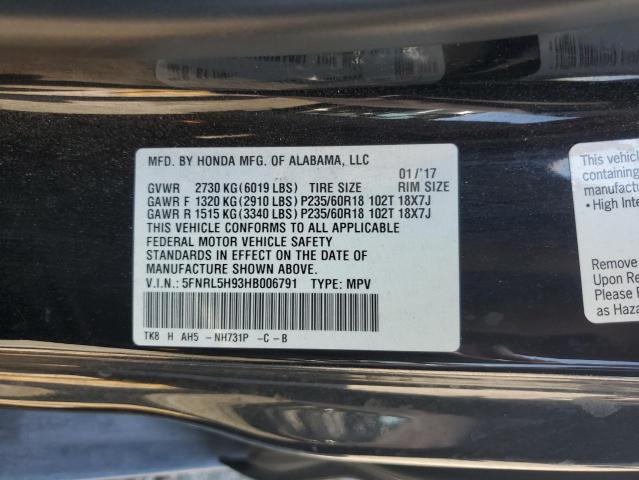 MFD. BY HONDA MFG. OF ALABAMA, LLC
01/'17
GVWR 2730 KG (6019 LBS) TIRE SIZE RIM SIZE
GAWR F 1320 KG (2910 LBS) P235/60R18 102T 18X7J
GAWR R 1515 KG (3340 LBS) P235/60R18 102T 18X7J
THIS VEHICLE CONFORMS TO ALL APPLICABLE
FEDERAL MOTOR VEHICLE SAFETY
STANDARDS IN EFFECT ON THE DATE OF
MANUFACTURE SHOWN ABOVE.
V.I.N.: 5FNRL5H93HB006791 TYPE: MPV
TK8 H AH5 -NH731P -C-B
This vehicle
containing
• High Inte
Remove
Upon Re
Please
as Hazar